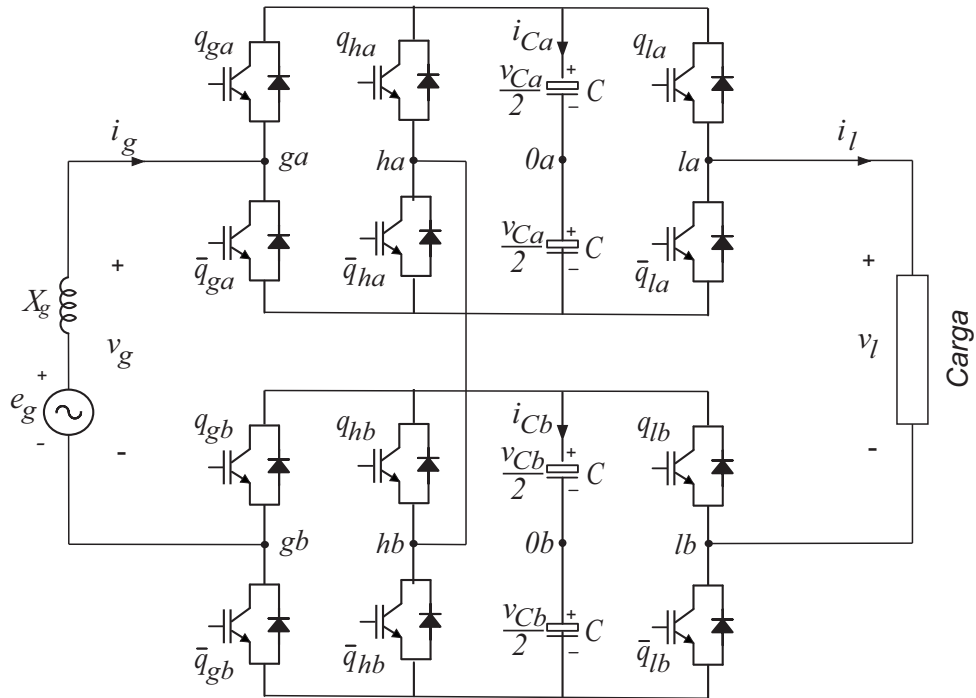 q_ga q_ha i_Ca q_la
v_Ca/2 + - C
i_g ga ha 0a la i_l
q̄_ga q̄_ha v_Ca/2 + - C q̄_la
+ +
X_g
v_g v_l Carga
+ e_g -
- -
q_gb q_hb i_Cb q_lb
v_Cb/2 + - C
gb hb 0b lb
q̄_gb q̄_hb v_Cb/2 + - C q̄_lb